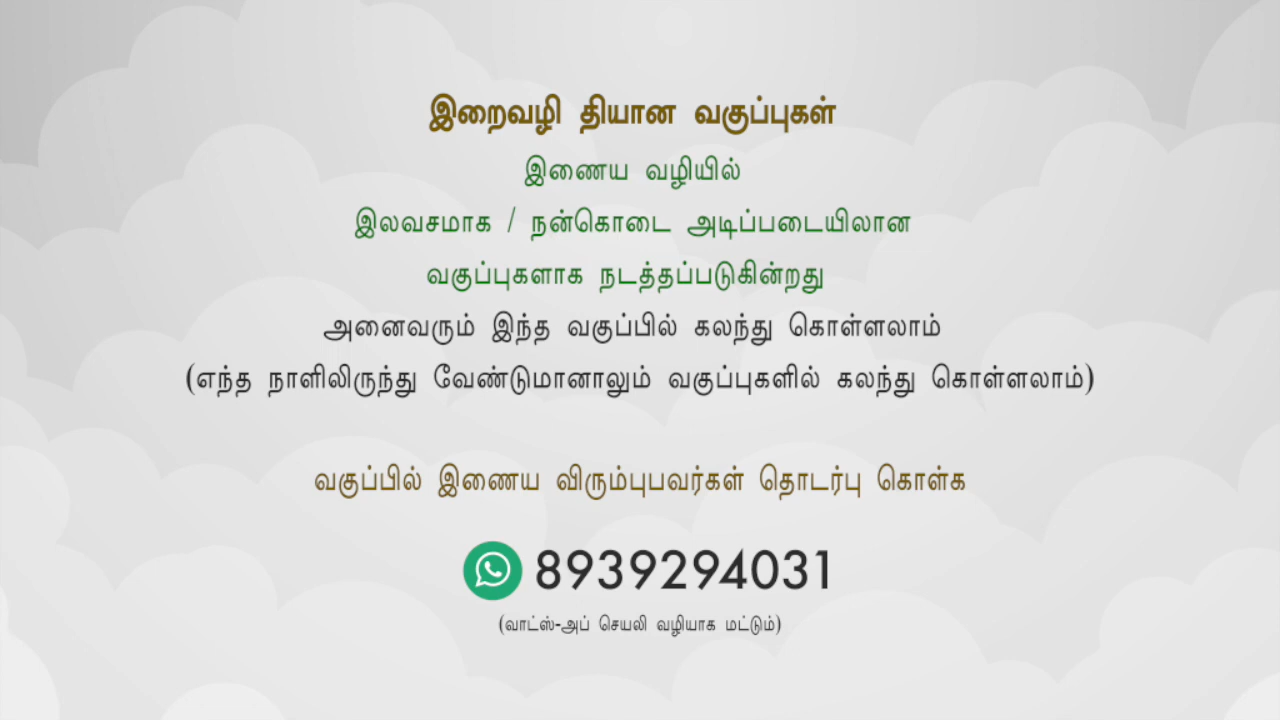 இறைவழி தியான வகுப்புகள்
இணைய வழியில்
இலவசமாக / நன்கொடை அடிப்படையிலான
வகுப்புகளாக நடத்தப்படுகின்றது
அனைவரும் இந்த வகுப்பில் கலந்து கொள்ளலாம்
(எந்த நாளிலிருந்து வேண்டுமானாலும் வகுப்புகளில் கலந்து கொள்ளலாம்)
வகுப்பில் இணைய விரும்புபவர்கள் தொடர்பு கொள்க
8939294031
(வாட்ஸ்-அப் செயலி வழியாக மட்டும்)